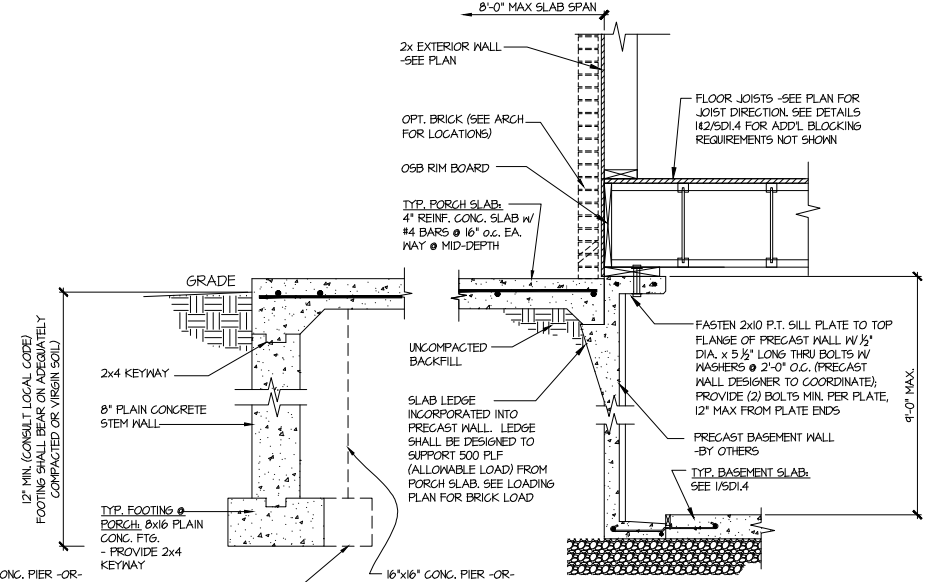 8'-0" MAX SLAB SPAN
2x EXTERIOR WALL
-SEE PLAN
OPT. BRICK (SEE ARCH
FOR LOCATIONS)
OSB RIM BOARD
TYP. PORCH SLAB:
4" REINF. CONC. SLAB W/
#4 BARS @ 16" o.c. EA.
WAY @ MID-DEPTH
FLOOR JOISTS -SEE PLAN FOR
JOIST DIRECTION. SEE DETAILS
1&2/SD1.4 FOR ADD'L BLOCKING
REQUIREMENTS NOT SHOWN
GRADE
12" MIN. (CONSULT LOCAL CODE)
FOOTING SHALL BEAR ON ADEQUATELY
COMPACTED OR VIRGIN SOIL)
2x4 KEYWAY
8" PLAIN CONCRETE
STEM WALL
TYP. FOOTING @
PORCH: 8x16 PLAIN
CONC. FTG.
- PROVIDE 2x4
KEYWAY
UNCOMPACTED
BACKFILL
SLAB LEDGE
INCORPORATED INTO
PRECAST WALL. LEDGE
SHALL BE DESIGNED TO
SUPPORT 500 PLF
(ALLOWABLE LOAD) FROM
PORCH SLAB. SEE LOADING
PLAN FOR BRICK LOAD
FASTEN 2x10 P.T. SILL PLATE TO TOP
FLANGE OF PRECAST WALL W/ ½"
DIA. x 5 ½" LONG THRU BOLTS W/
WASHERS @ 2'-0" O.C. (PRECAST
WALL DESIGNER TO COORDINATE);
PROVIDE (2) BOLTS MIN. PER PLATE,
12" MAX FROM PLATE ENDS
PRECAST BASEMENT WALL
-BY OTHERS
TYP. BASEMENT SLAB:
SEE 1/SD1.4
9'-0" MAX.
ONC. PIER -OR-
16"x16" CONC. PIER -OR-